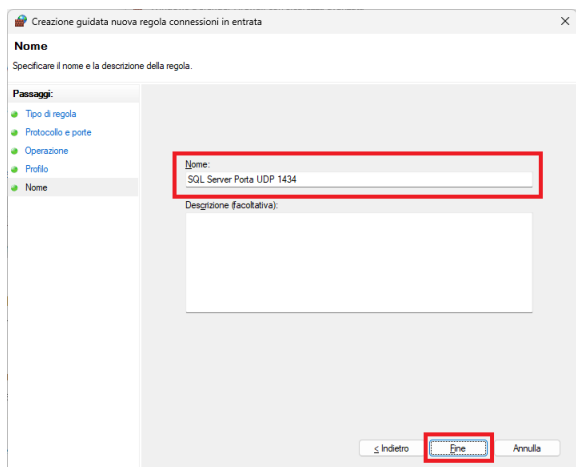 Creazione guidata nuova regola connessioni in entrata
Nome
Specificare il nome e la descrizione della regola.
Passaggi:
Tipo di regola
Protocollo e porte
Operazione
Profilo
Nome
Nome:
SQL Server Porta UDP 1434
Descrizione (facoltativa):
< Indietro
Fine
Annulla